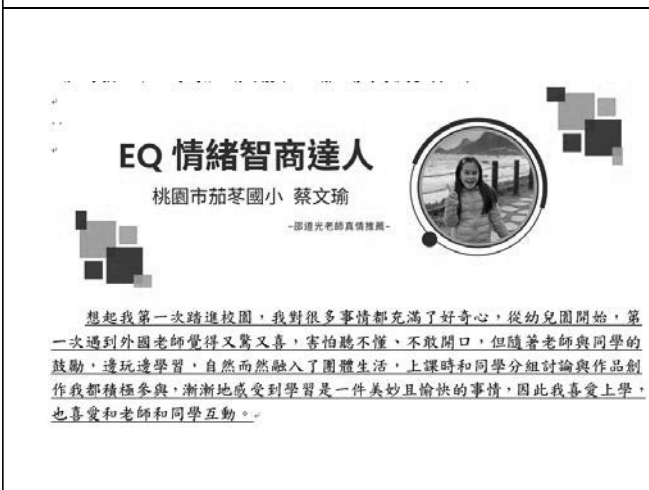 EQ 情緒智商達人
桃園市茄苳國小 蔡文瑜
~邵道光老師真情推薦~
想起我第一次踏進校園，我對很多事情都充滿了好奇心，從幼兒園開始，第
一次遇到外國老師覺得又驚又喜，害怕聽不懂、不敢開口，但隨著老師與同學的
鼓勵，邊玩邊學習，自然而然融入了團體生活，上課時和同學分組討論與作品創
作我都積極參與，漸漸地感受到學習是一件美妙且愉快的事情，因此我喜愛上學，
也喜愛和老師和同學互動。